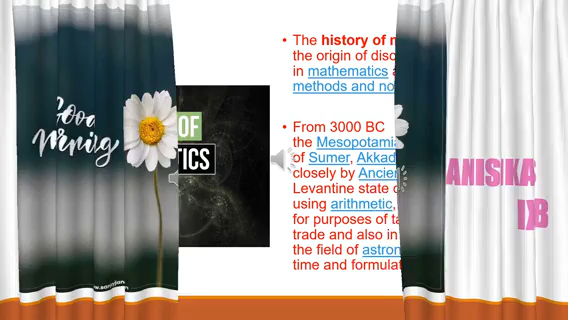 Good
Morning
OF
TICS
• The history of m
the origin of disc
in mathematics a
methods and no
• From 3000 BC
the Mesopotami
of Sumer, Akkad
closely by Ancien
Levantine state o
using arithmetic,
for purposes of ta
trade and also in
the field of astron
time and formulat
ANISKA
IXB